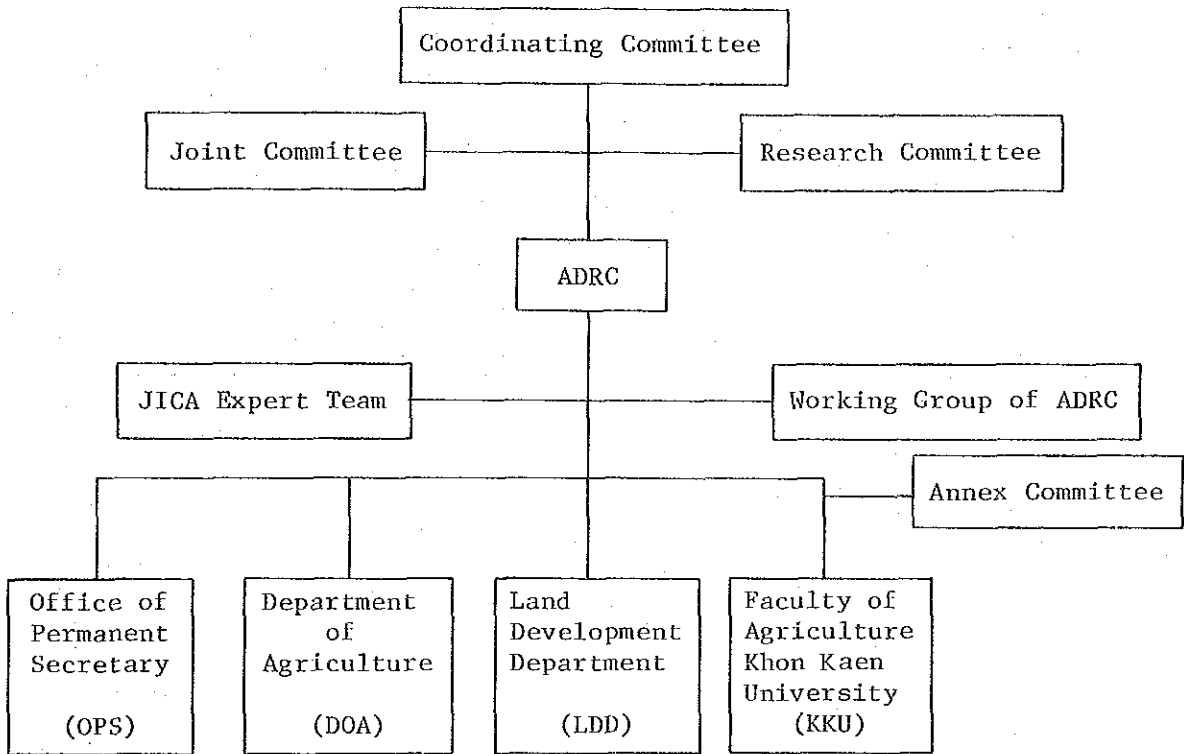 Coordinating Committee
Joint Committee
Research Committee
ADRC
JICA Expert Team
Working Group of ADRC
Annex Committee
Office of
Permanent
Secretary
(OPS)
Department
of
Agriculture
(DOA)
Land
Development
Department
(LDD)
Faculty of
Agriculture
Khon Kaen
University
(KKU)